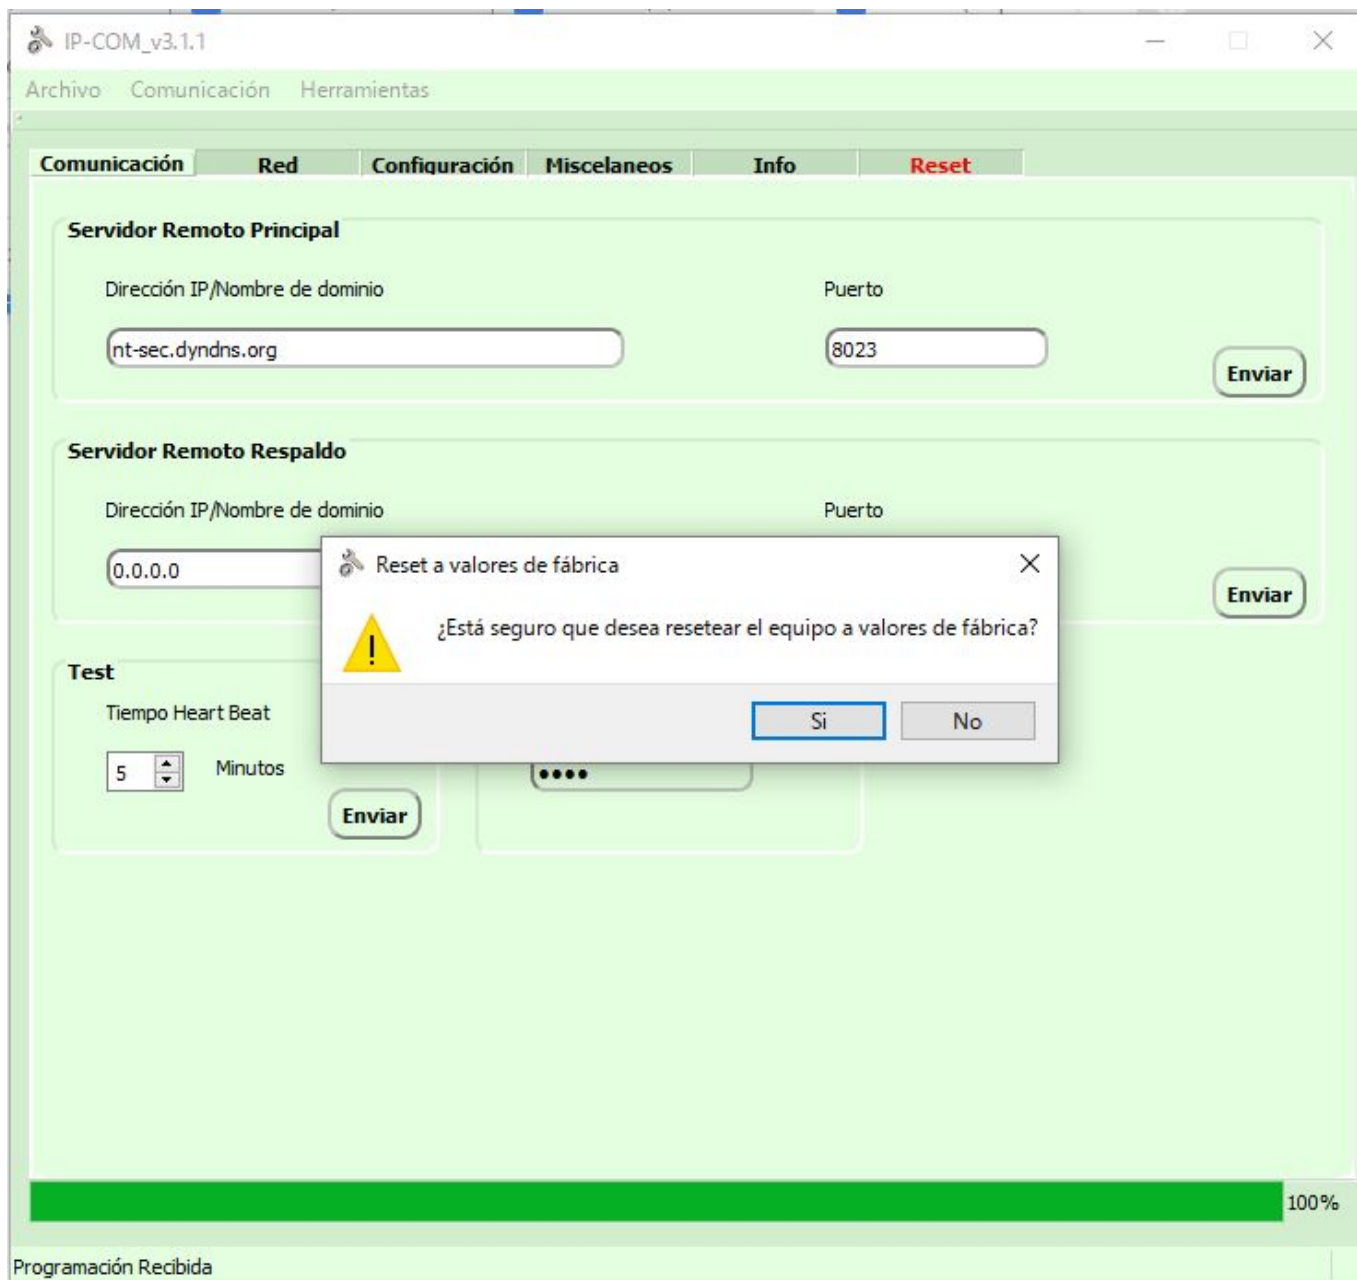 IP-COM_v3.1.1
Archivo Comunicación Herramientas
Comunicación Red Configuración Miscelaneos Info Reset
Servidor Remoto Principal
Dirección IP/Nombre de dominio Puerto
nt-sec.dyndns.org 8023
Enviar
Servidor Remoto Respaldo
Dirección IP/Nombre de dominio Puerto
0.0.0.0
Enviar
Reset a valores de fábrica
¿Está seguro que desea resetear el equipo a valores de fábrica?
Si No
Test
Tiempo Heart Beat
5 Minutos
••••
Enviar
100%
Programación Recibida